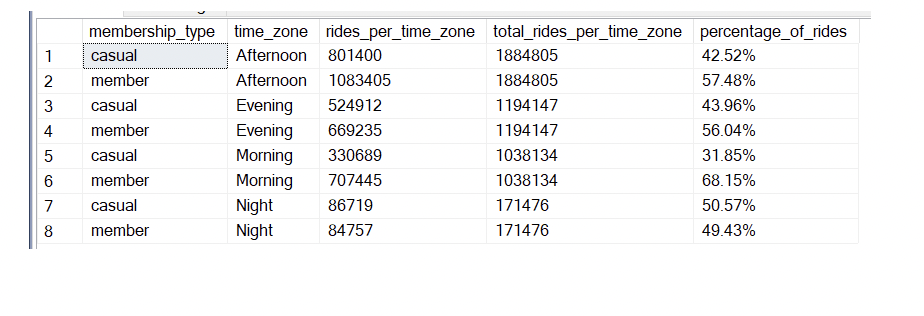 membership_type time_zone rides_per_time_zone total_rides_per_time_zone percentage_of_rides
1 casual Afternoon 801400 1884805 42.52%
2 member Afternoon 1083405 1884805 57.48%
3 casual Evening 524912 1194147 43.96%
4 member Evening 669235 1194147 56.04%
5 casual Morning 330689 1038134 31.85%
6 member Morning 707445 1038134 68.15%
7 casual Night 86719 171476 50.57%
8 member Night 84757 171476 49.43%